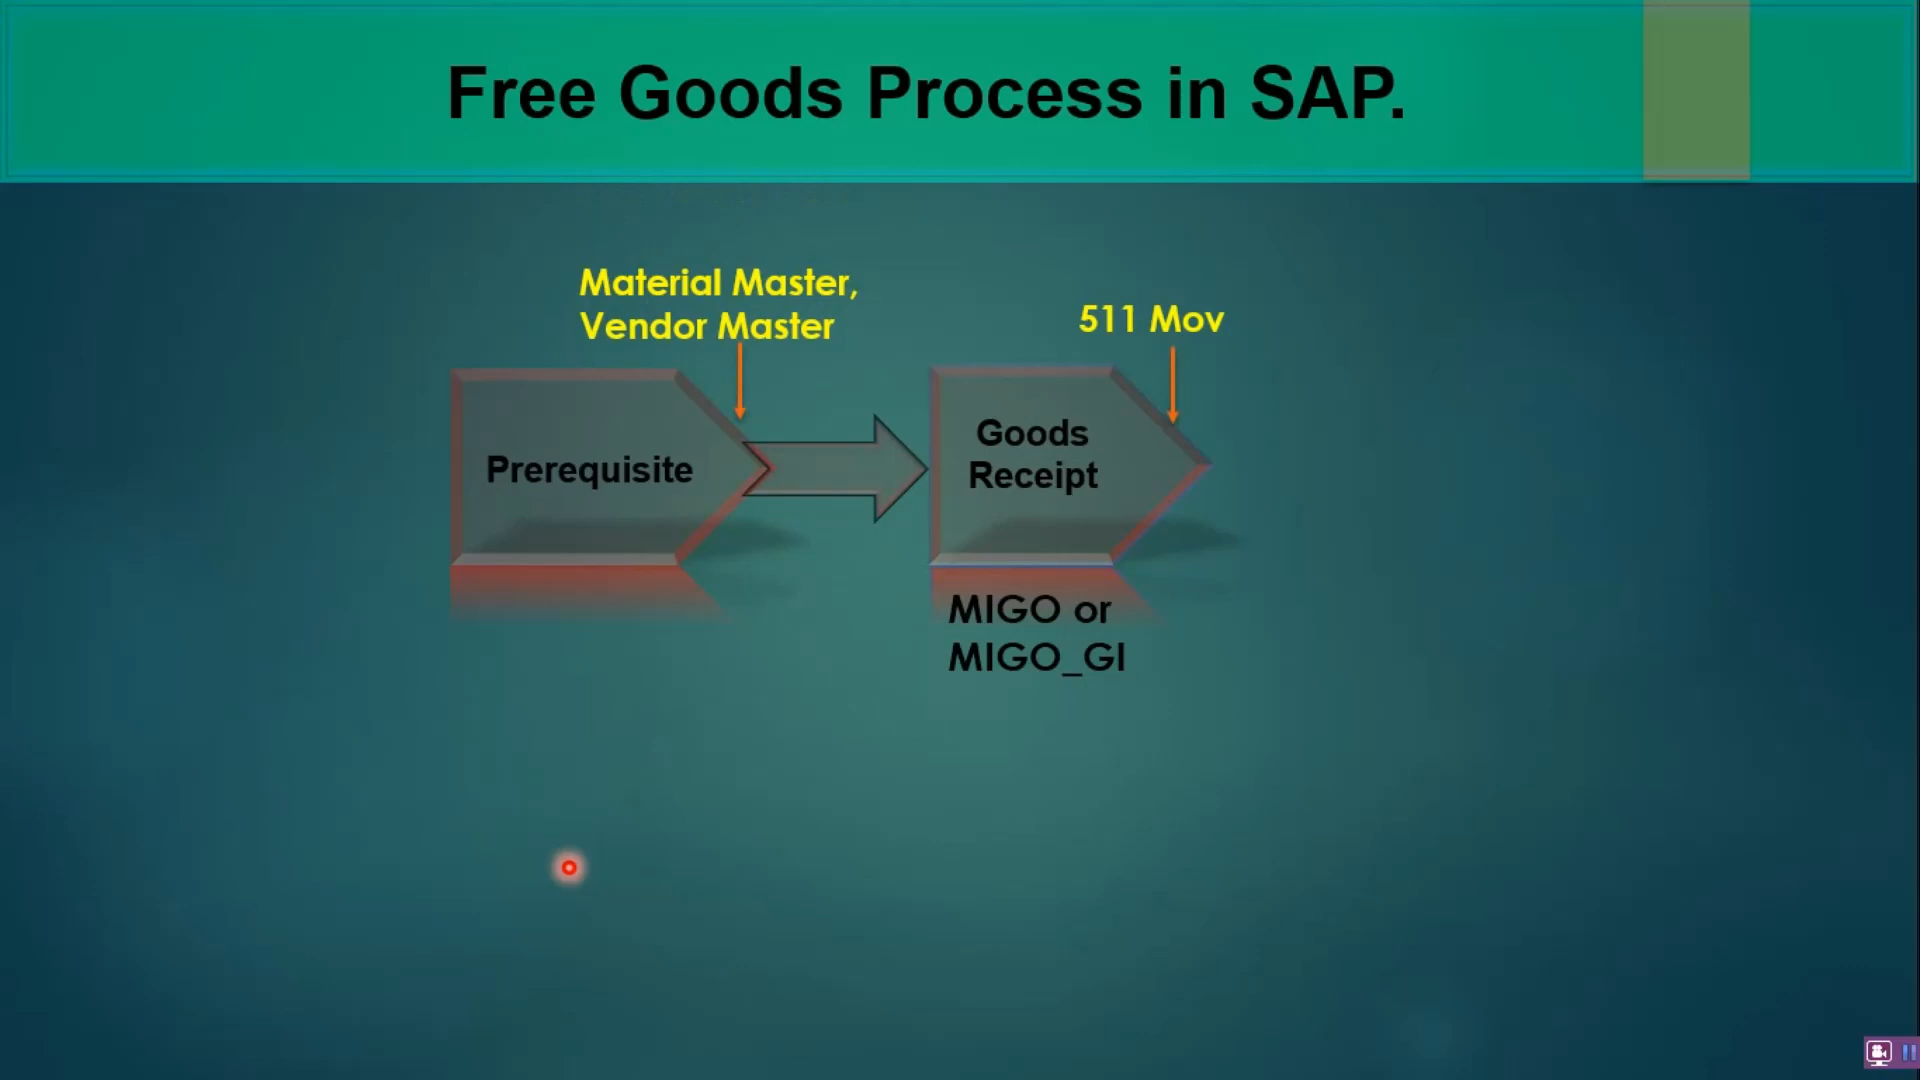 Free Goods Process in SAP.
Material Master,
Vendor Master
511 Mov
Prerequisite
Goods
Receipt
MIGO or
MIGO_GI